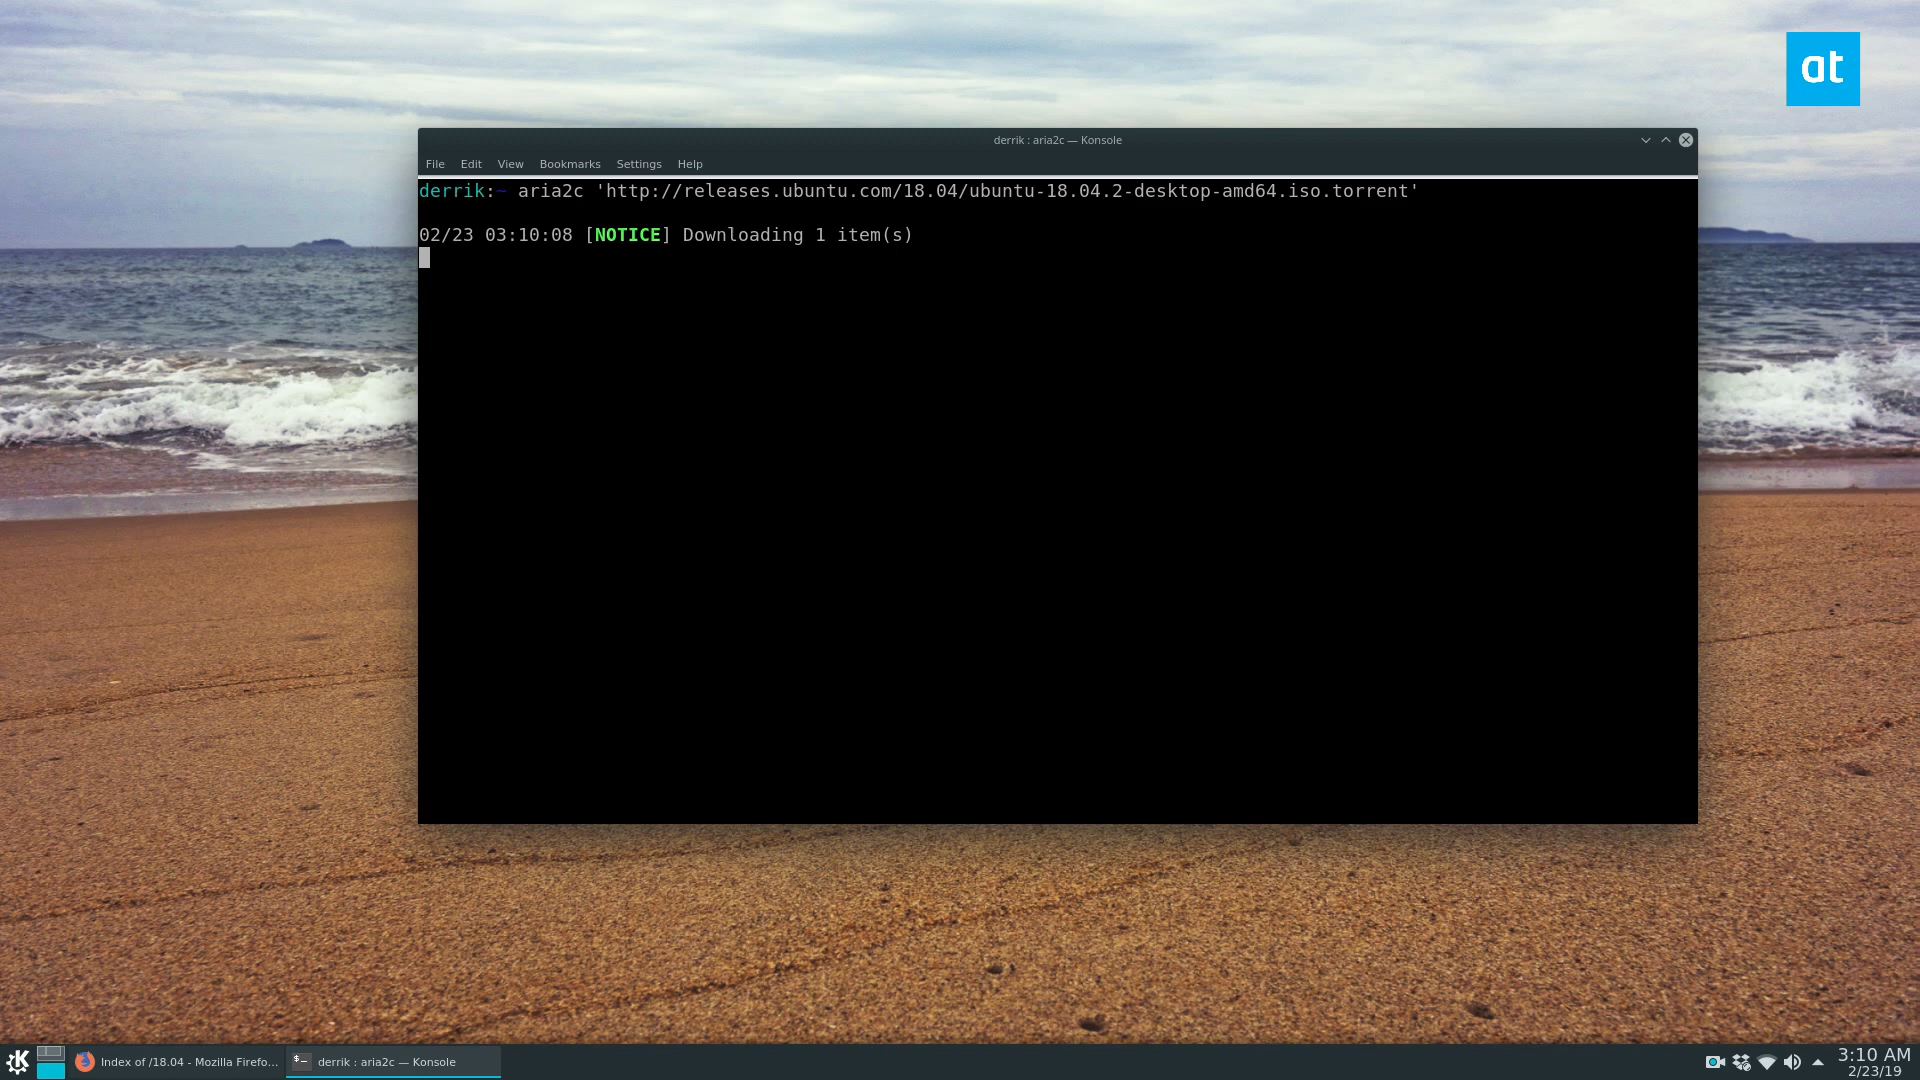 at
derrik : aria2c — Konsole
File Edit View Bookmarks Settings Help
derrik:~ aria2c 'http://releases.ubuntu.com/18.04/ubuntu-18.04.2-desktop-amd64.iso.torrent'
02/23 03:10:08 [NOTICE] Downloading 1 item(s)
Index of /18.04 - Mozilla Firefo...
derrik : aria2c — Konsole
3:10 AM
2/23/19